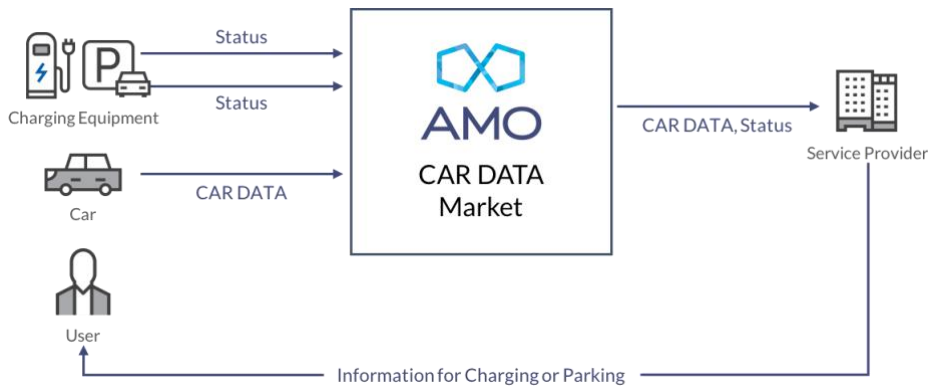 Status
P
Status
Charging Equipment
AMO
CAR DATA
Market
CAR DATA, Status
Service Provider
CAR DATA
Car
User
Information for Charging or Parking